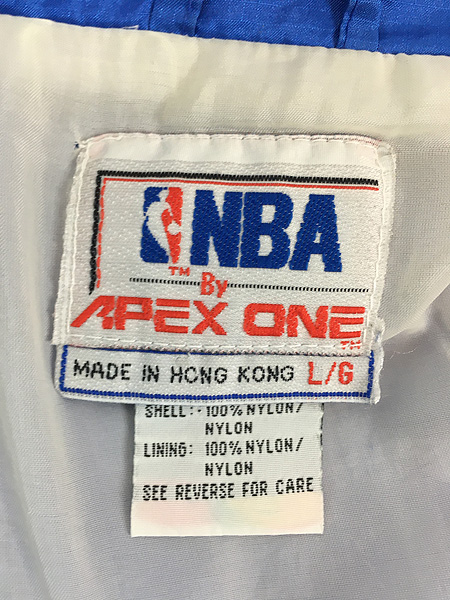 NBA
TM
By
APEX ONE
TM
MADE IN HONG KONG L/G
SHELL: 100% NYLON/
NYLON
LINING: 100% NYLON/
NYLON
SEE REVERSE FOR CARE